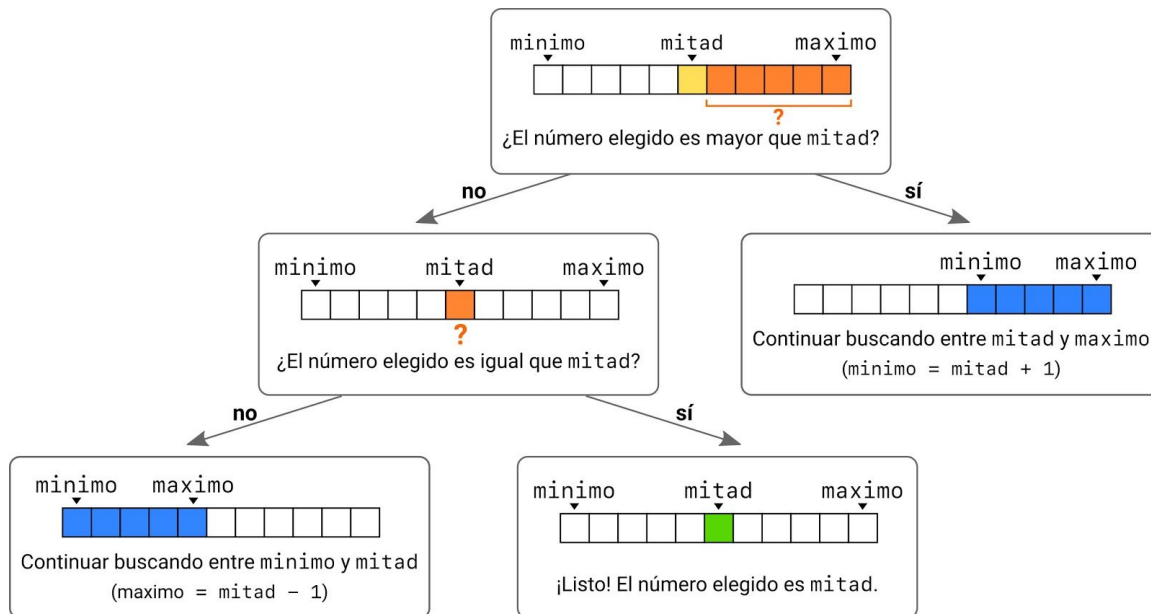 minimo mitad maximo
?
¿El número elegido es mayor que mitad?
no sí
minimo mitad maximo
?
¿El número elegido es igual que mitad?
minimo maximo
Continuar buscando entre mitad y maximo
(minimo = mitad + 1)
no sí
minimo maximo
Continuar buscando entre minimo y mitad
(maximo = mitad − 1)
minimo mitad maximo
¡Listo! El número elegido es mitad.